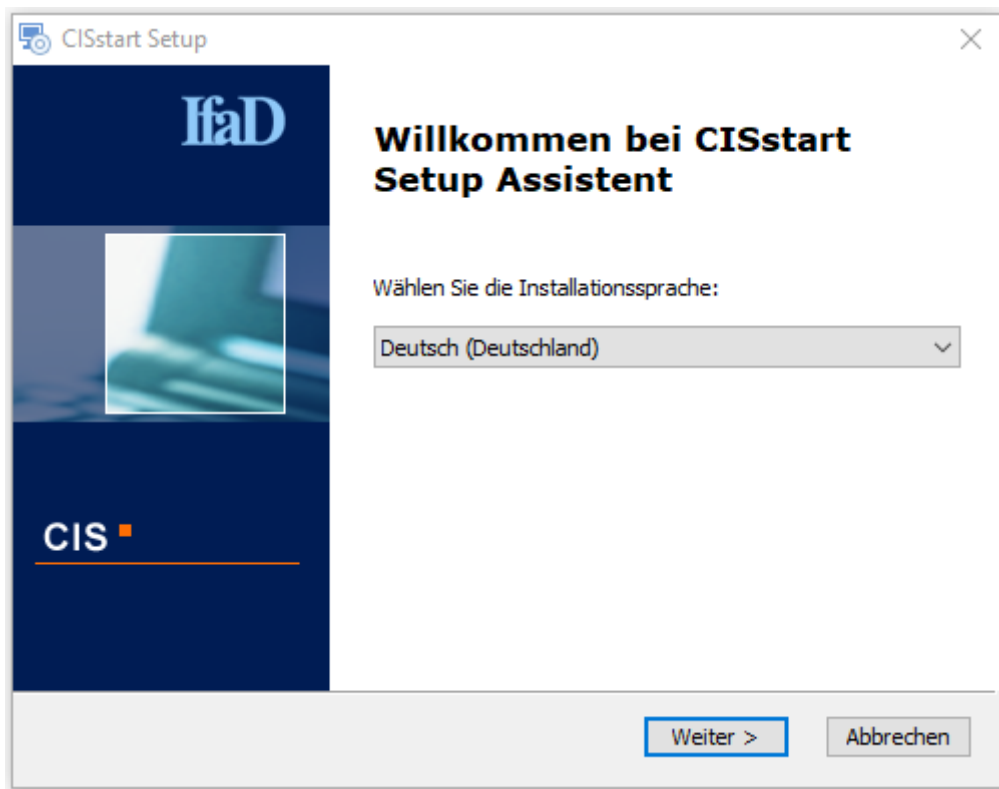 CISstart Setup
IfaD
Willkommen bei CISstart
Setup Assistent
Wählen Sie die Installationssprache:
Deutsch (Deutschland)
CIS
Weiter >
Abbrechen